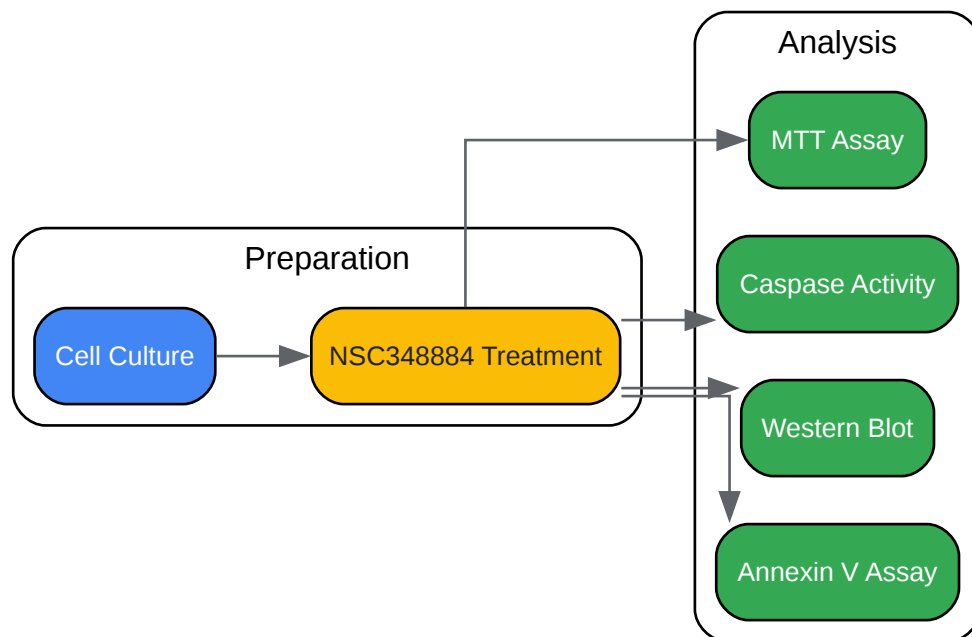 Analysis
MTT Assay
Preparation
Caspase Activity
Cell Culture
NSC348884 Treatment
Western Blot
Annexin V Assay